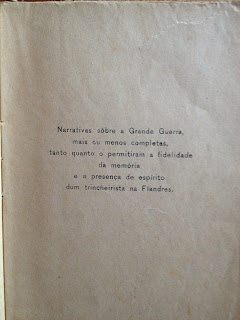 Narrativas sôbre a Grande Guerra,
mais ou menos completas,
tanto quanto o permitiram a fidelidade
da memória
e a presença de espírito
dum trincheirista na Flandres.